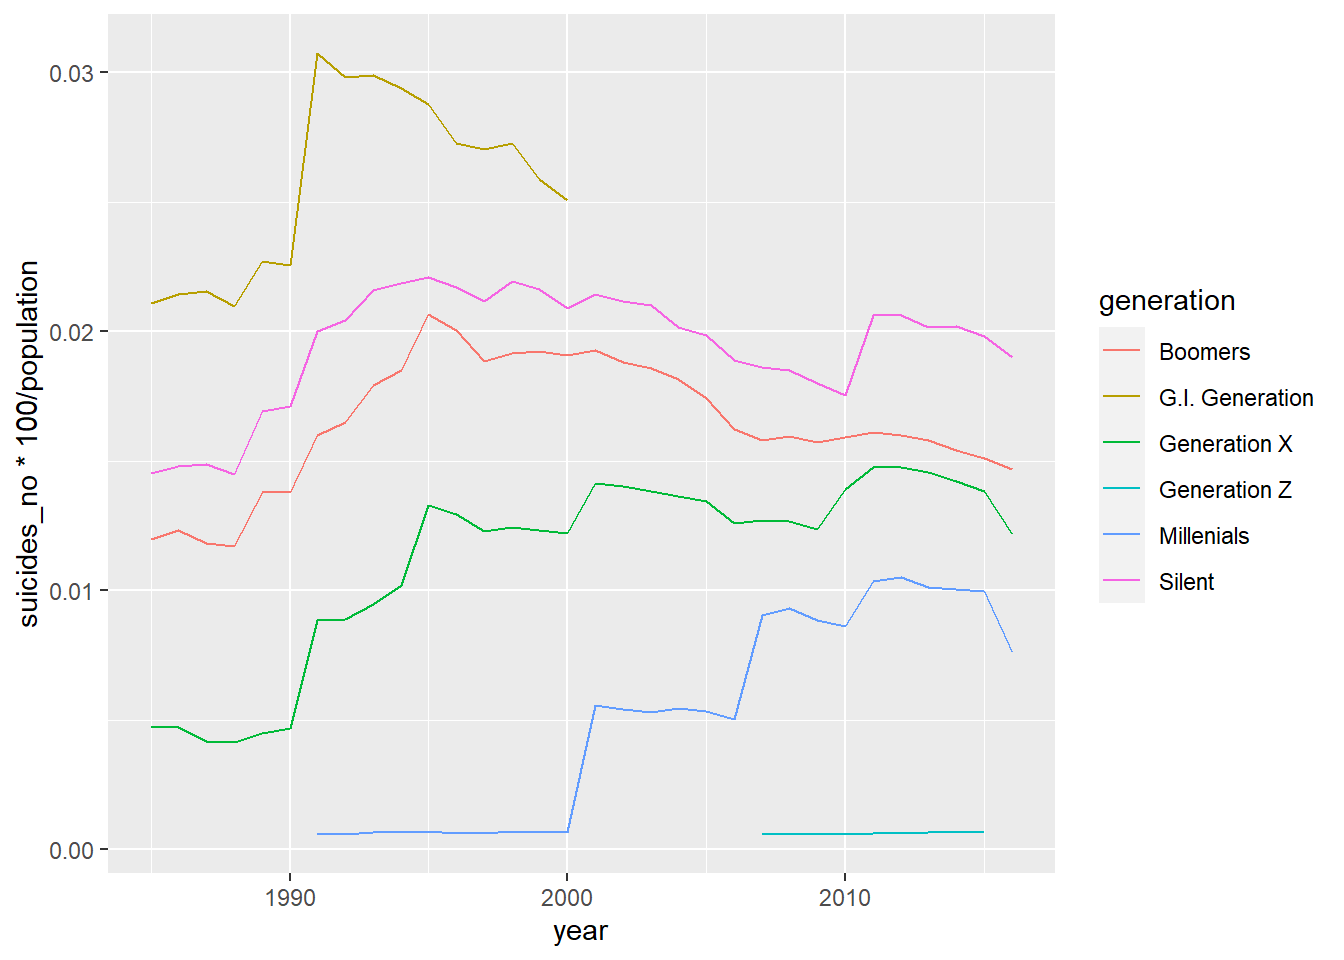 0.03
0.02
0.01
0.00
suicides_no * 100/population
1990
2000
2010
year
generation
Boomers
G.I. Generation
Generation X
Generation Z
Millenials
Silent